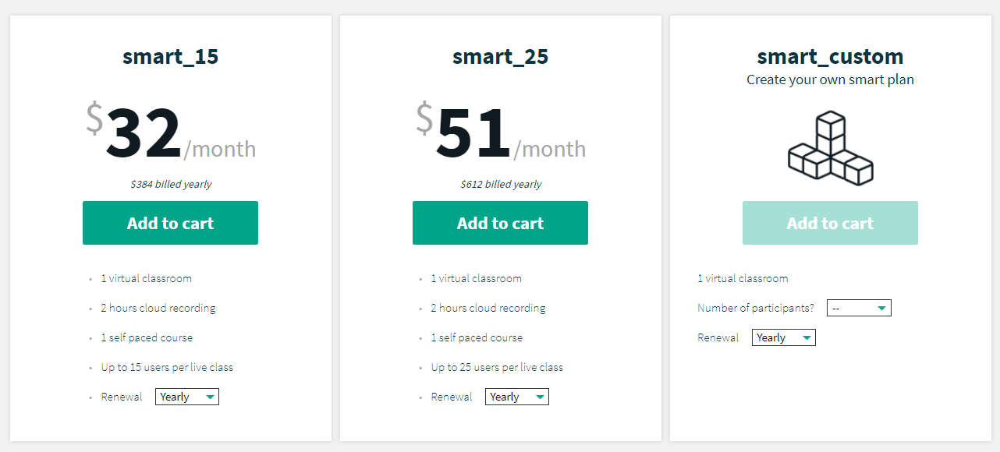 smart_15
$32/month
$384 billed yearly
Add to cart
• 1 virtual classroom
• 2 hours cloud recording
• 1 self paced course
• Up to 15 users per live class
• Renewal Yearly
smart_25
$51/month
$612 billed yearly
Add to cart
• 1 virtual classroom
• 2 hours cloud recording
• 1 self paced course
• Up to 25 users per live class
• Renewal Yearly
smart_custom
Create your own smart plan
Add to cart
1 virtual classroom
Number of participants? --
Renewal Yearly